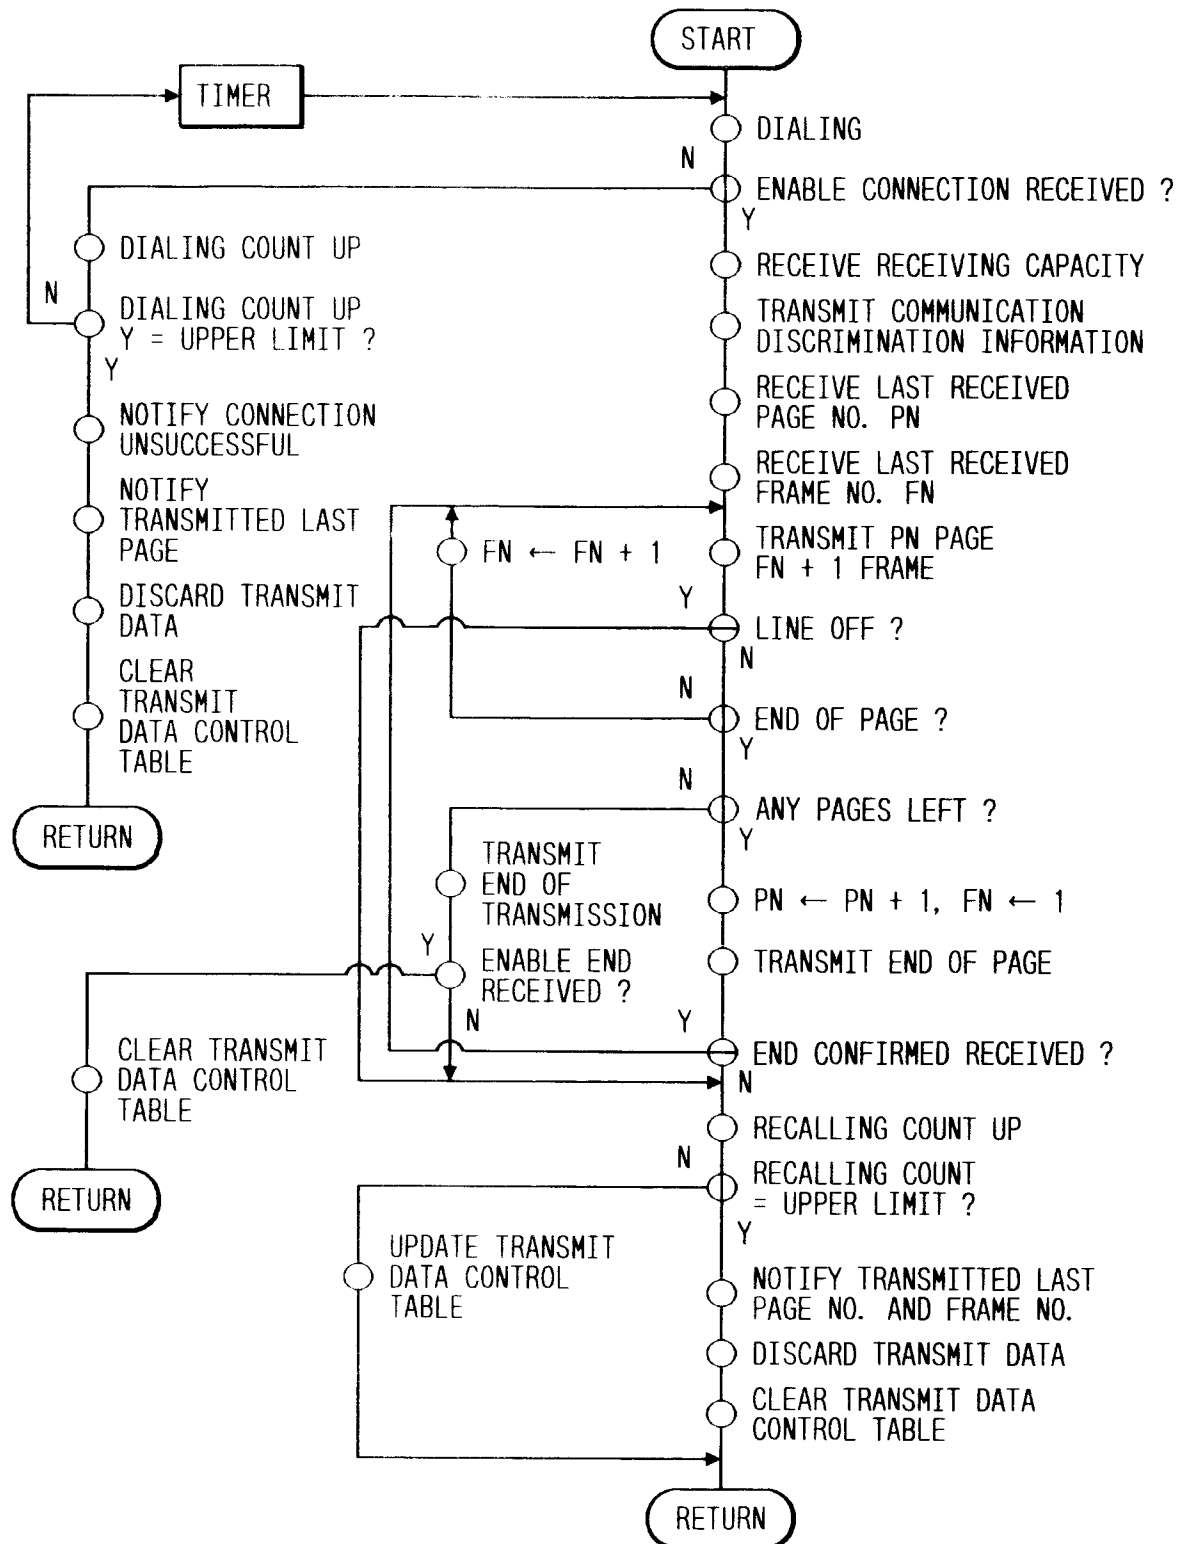 START
TIMER
DIALING
N
ENABLE CONNECTION RECEIVED ?
Y
DIALING COUNT UP
RECEIVE RECEIVING CAPACITY
N
DIALING COUNT UP
Y = UPPER LIMIT ?
Y
TRANSMIT COMMUNICATION
DISCRIMINATION INFORMATION
RECEIVE LAST RECEIVED
PAGE NO. PN
NOTIFY CONNECTION
UNSUCCESSFUL
RECEIVE LAST RECEIVED
FRAME NO. FN
NOTIFY
TRANSMITTED LAST
PAGE
FN ← FN + 1
TRANSMIT PN PAGE
FN + 1 FRAME
DISCARD TRANSMIT
DATA
Y
LINE OFF ?
N
CLEAR
TRANSMIT
DATA CONTROL
TABLE
N
END OF PAGE ?
Y
RETURN
N
ANY PAGES LEFT ?
Y
TRANSMIT
END OF
TRANSMISSION
PN ← PN + 1, FN ← 1
Y
ENABLE END
RECEIVED ?
N
TRANSMIT END OF PAGE
Y
END CONFIRMED RECEIVED ?
N
CLEAR TRANSMIT
DATA CONTROL
TABLE
RETURN
RECALLING COUNT UP
N
RECALLING COUNT
= UPPER LIMIT ?
Y
UPDATE TRANSMIT
DATA CONTROL
TABLE
NOTIFY TRANSMITTED LAST
PAGE NO. AND FRAME NO.
DISCARD TRANSMIT DATA
CLEAR TRANSMIT DATA
CONTROL TABLE
RETURN